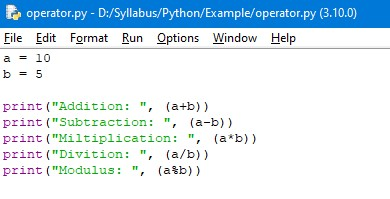 operator.py - D:/Syllabus/Python/Example/operator.py (3.10.0)
File Edit Format Run Options Window Help
a = 10
b = 5
print("Addition: ", (a+b))
print("Subtraction: ", (a-b))
print("Miltiplication: ", (a*b))
print("Division: ", (a/b))
print("Modulus: ", (a%b))